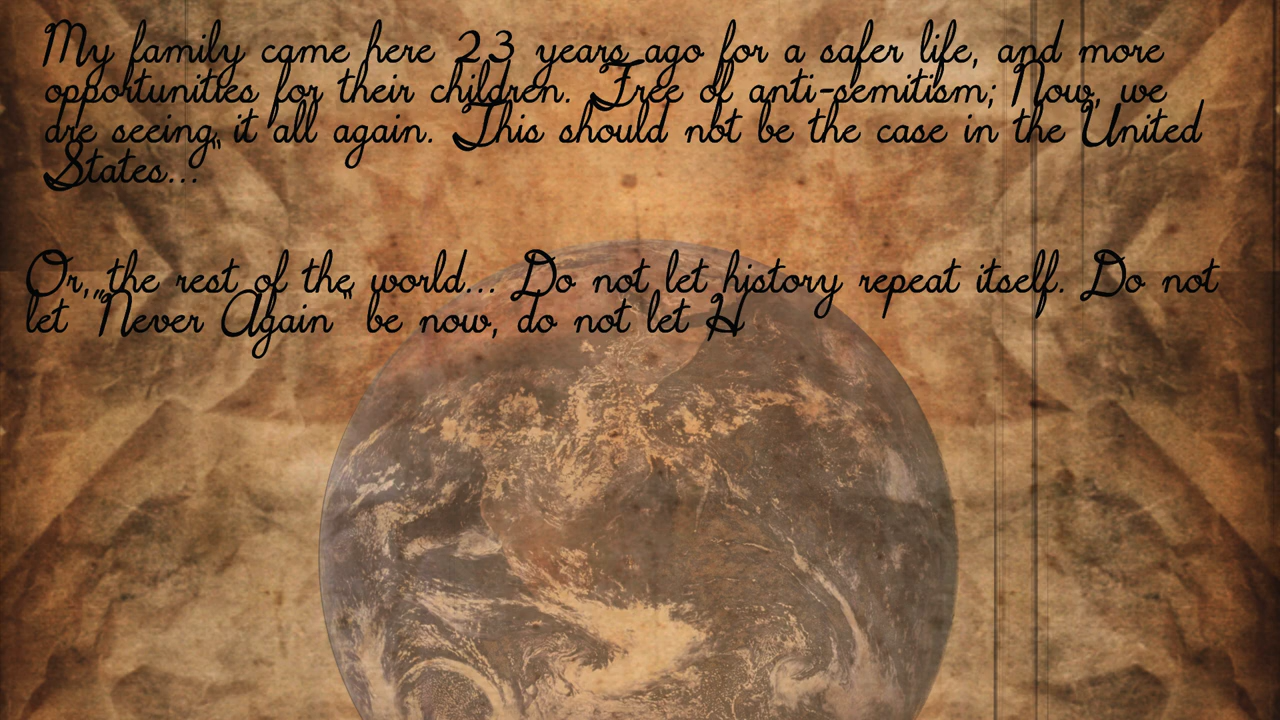 My family came here 23 years ago for a safer life, and more
opportunities for their children. Free of anti-semitism; Now, we
are seeing it all again. This should not be the case in the United
States..."
Or, the rest of the world... Do not let history repeat itself. Do not
let "Never Again" be now, do not let H